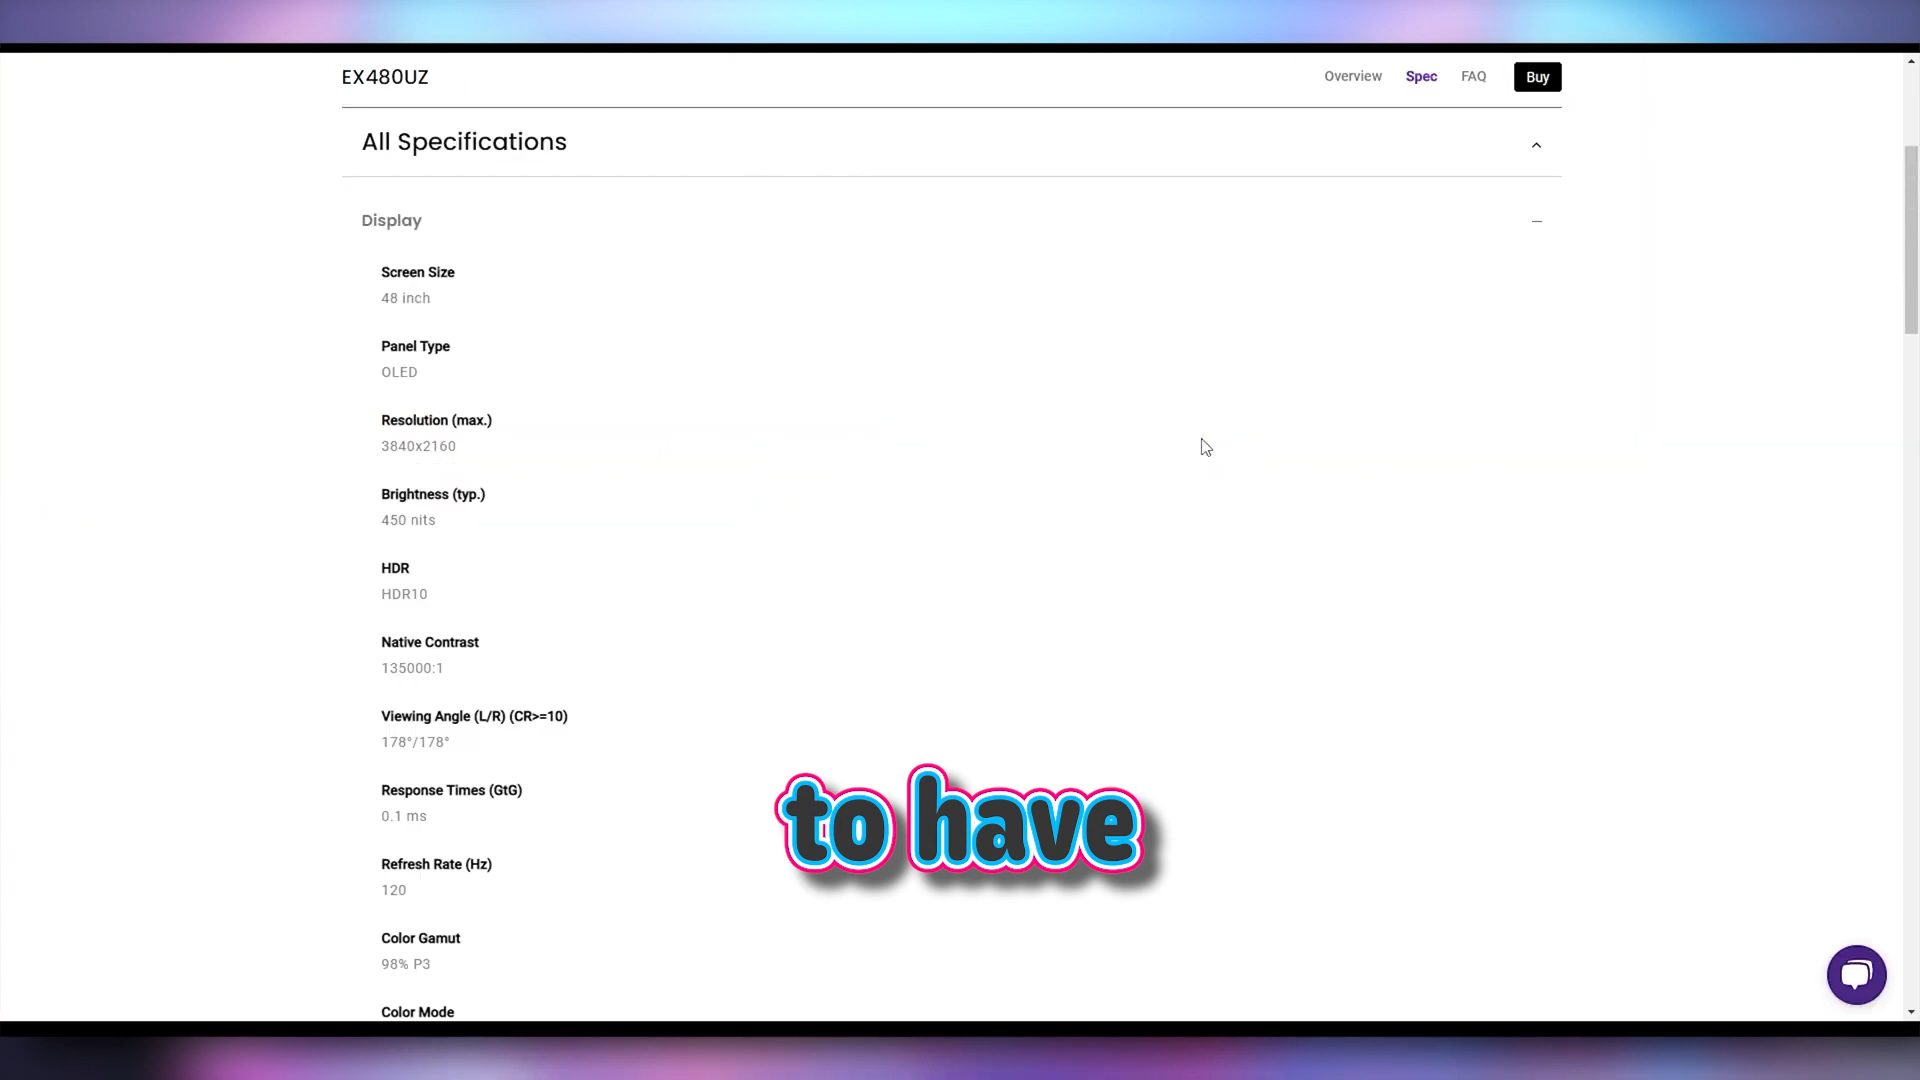 EX480UZ
Overview Spec FAQ Buy
All Specifications
Display
Screen Size
48 inch
Panel Type
OLED
Resolution (max.)
3840x2160
Brightness (typ.)
450 nits
HDR
HDR10
Native Contrast
135000:1
Viewing Angle (L/R) (CR>=10)
178°/178°
Response Times (GtG)
0.1 ms
to have
Refresh Rate (Hz)
120
Color Gamut
98% P3
Color Mode